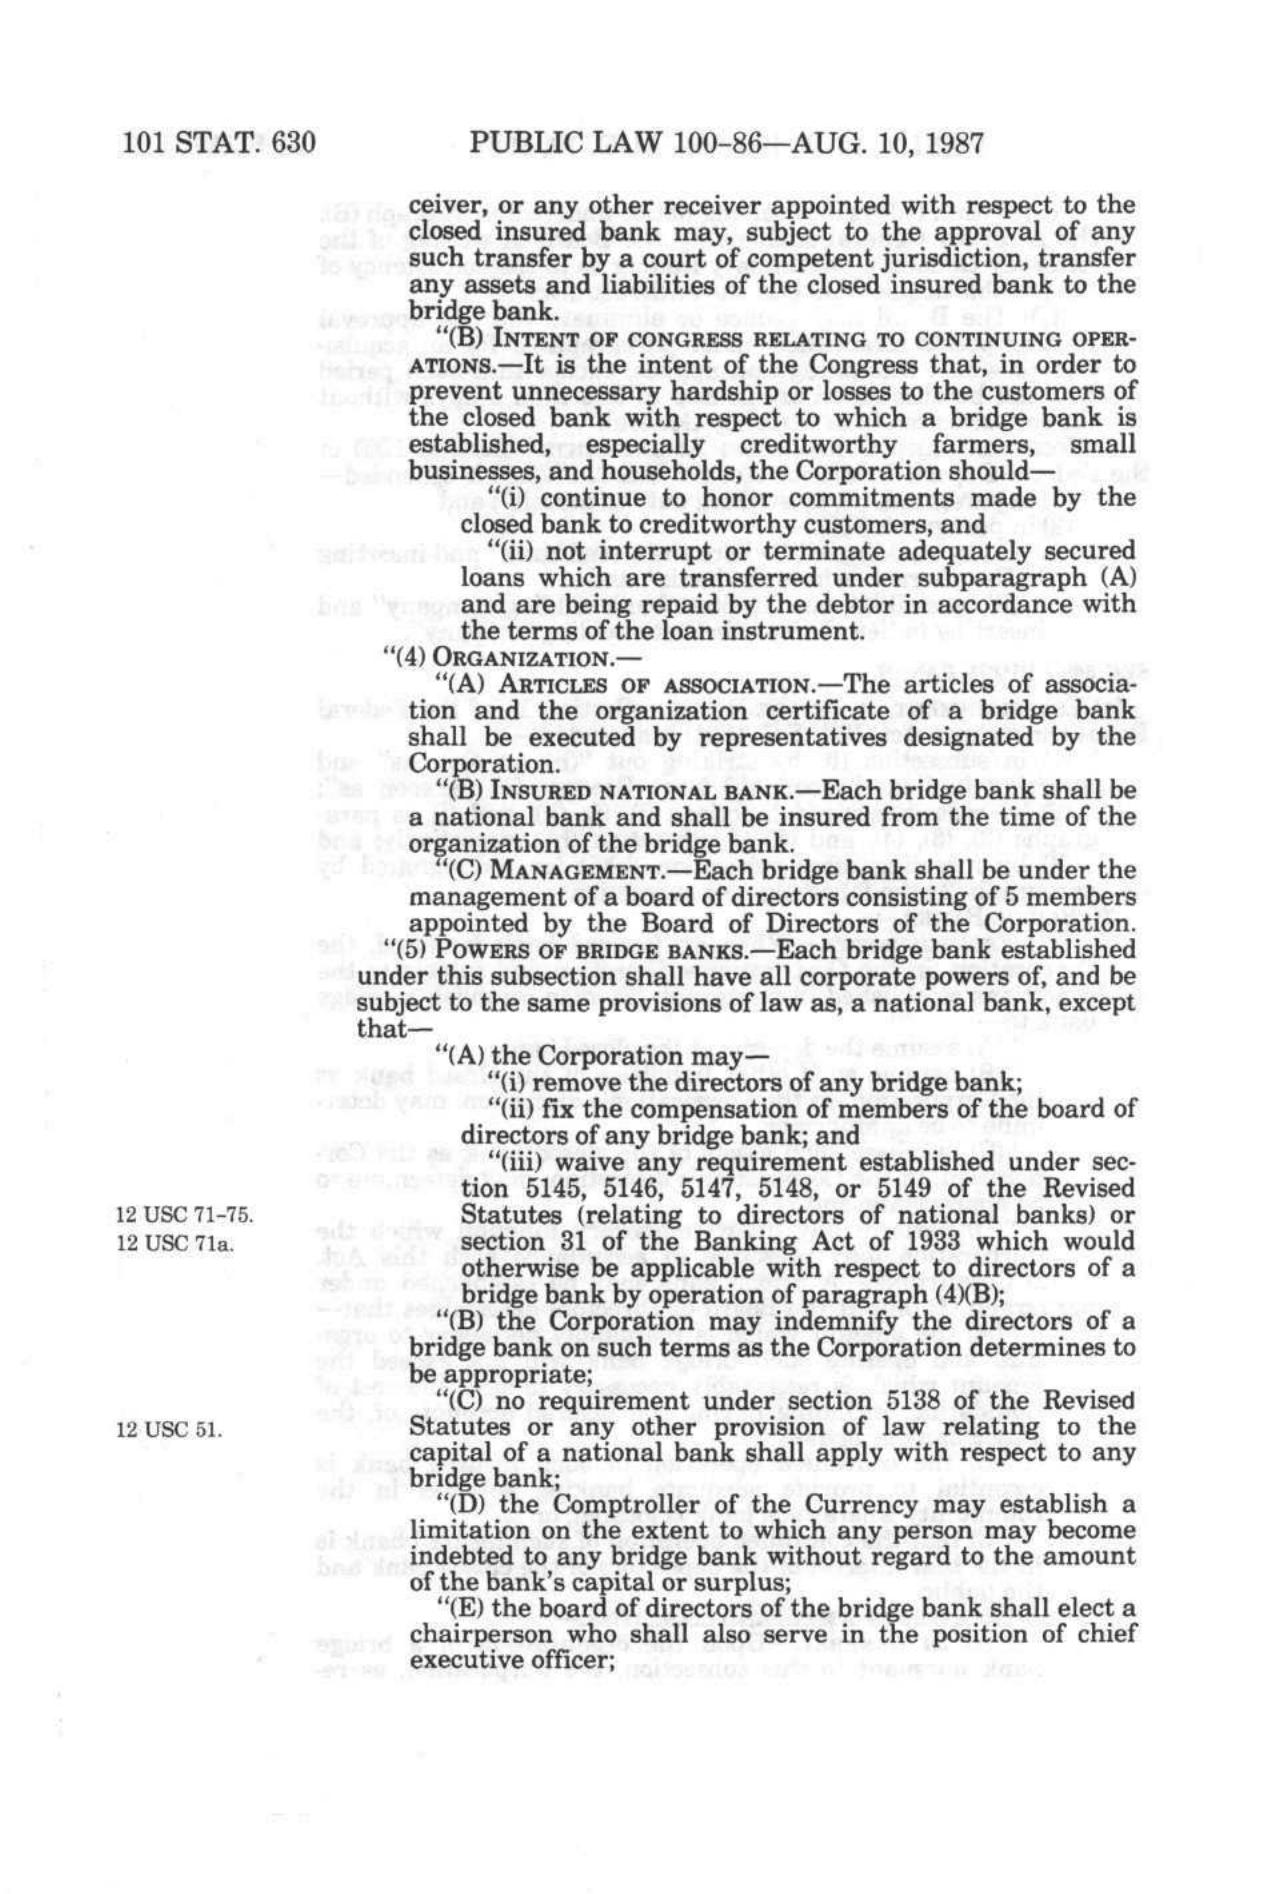 101 STAT. 630
PUBLIC LAW 100-86—AUG. 10, 1987
ceiver, or any other receiver appointed with respect to the
closed insured bank may, subject to the approval of any
such transfer by a court of competent jurisdiction, transfer
any assets and liabilities of the closed insured bank to the
bridge bank.
“(B) INTENT OF CONGRESS RELATING TO CONTINUING OPER-
ATIONS.—It is the intent of the Congress that, in order to
prevent unnecessary hardship or losses to the customers of
the closed bank with respect to which a bridge bank is
established, especially creditworthy farmers, small
businesses, and households, the Corporation should—
“(i) continue to honor commitments made by the
closed bank to creditworthy customers, and
“(ii) not interrupt or terminate adequately secured
loans which are transferred under subparagraph (A)
and are being repaid by the debtor in accordance with
the terms of the loan instrument.
“(4) ORGANIZATION.—
“(A) ARTICLES OF ASSOCIATION.—The articles of associa-
tion and the organization certificate of a bridge bank
shall be executed by representatives designated by the
Corporation.
“(B) INSURED NATIONAL BANK.—Each bridge bank shall be
a national bank and shall be insured from the time of the
organization of the bridge bank.
“(C) MANAGEMENT.—Each bridge bank shall be under the
management of a board of directors consisting of 5 members
appointed by the Board of Directors of the Corporation.
“(5) POWERS OF BRIDGE BANKS.—Each bridge bank established
under this subsection shall have all corporate powers of, and be
subject to the same provisions of law as, a national bank, except
that—
“(A) the Corporation may—
“(i) remove the directors of any bridge bank;
“(ii) fix the compensation of members of the board of
directors of any bridge bank; and
“(iii) waive any requirement established under sec-
tion 5145, 5146, 5147, 5148, or 5149 of the Revised
12 USC 71-75.
Statutes (relating to directors of national banks) or
12 USC 71a.
section 31 of the Banking Act of 1933 which would
otherwise be applicable with respect to directors of a
bridge bank by operation of paragraph (4)(B);
“(B) the Corporation may indemnify the directors of a
bridge bank on such terms as the Corporation determines to
be appropriate;
“(C) no requirement under section 5138 of the Revised
12 USC 51.
Statutes or any other provision of law relating to the
capital of a national bank shall apply with respect to any
bridge bank;
“(D) the Comptroller of the Currency may establish a
limitation on the extent to which any person may become
indebted to any bridge bank without regard to the amount
of the bank's capital or surplus;
“(E) the board of directors of the bridge bank shall elect a
chairperson who shall also serve in the position of chief
executive officer;